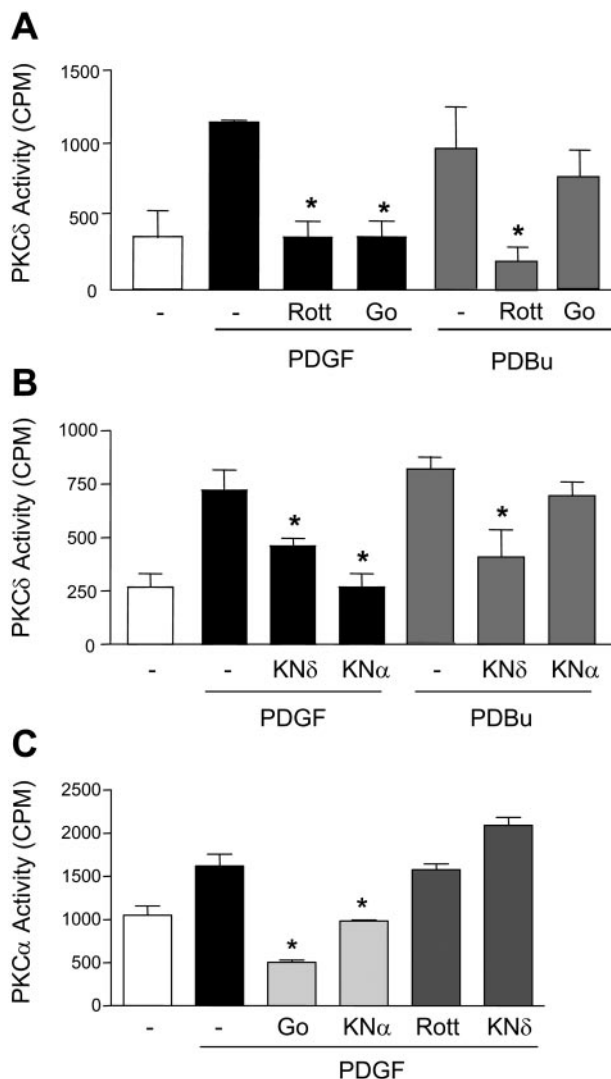 A
PKCδ Activity (CPM)
1500
1000
500
0
* * *
- - Rott Go - Rott Go
PDGF PDBu
B
PKCδ Activity (CPM)
1000
750
500
250
0
* * *
- - KNδ KNα - KNδ KNα
PDGF PDBu
C
PKCα Activity (CPM)
2500
2000
1500
1000
500
0
* *
- - Go KNα Rott KNδ
PDGF